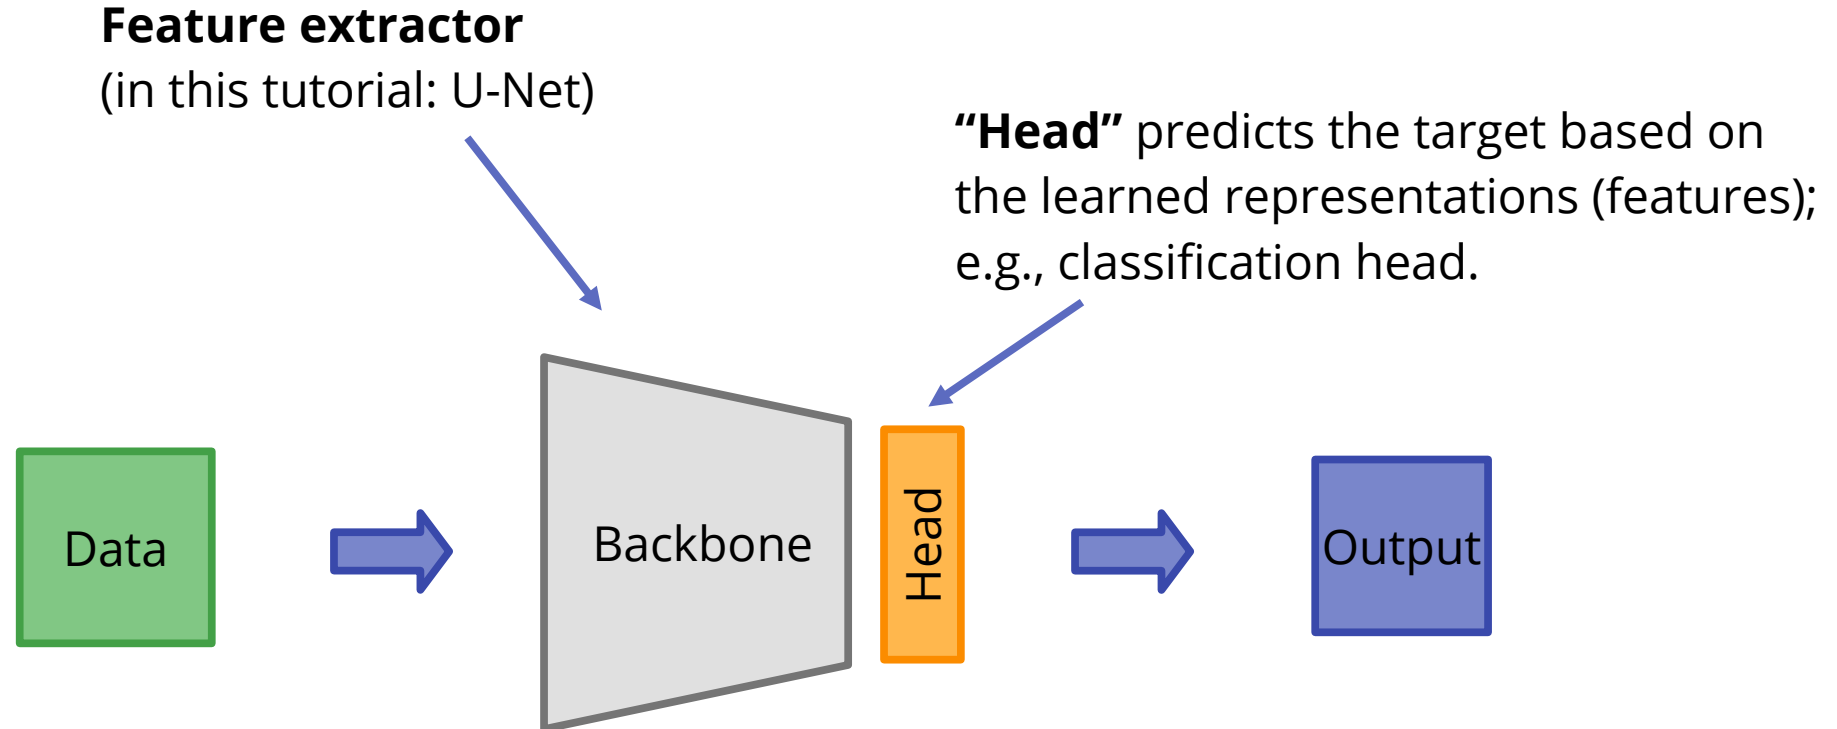 Feature extractor
(in this tutorial: U-Net)
“Head” predicts the target based on
the learned representations (features);
e.g., classification head.
Data
Backbone
Head
Output